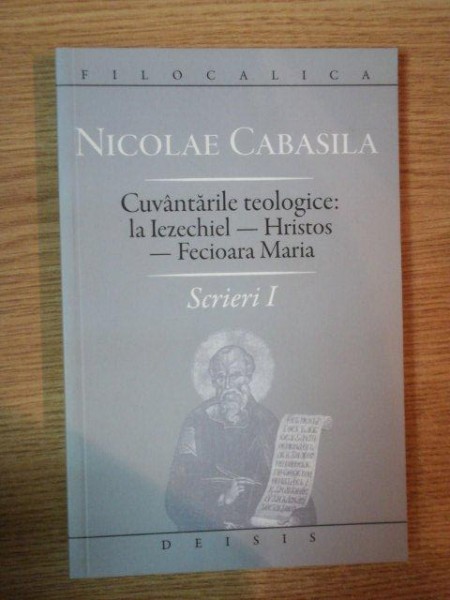 FILOCALICA
NICOLAE CABASILA
Cuvântările teologice:
la Iezechiel — Hristos
— Fecioara Maria
Scrieri I
DEISIS